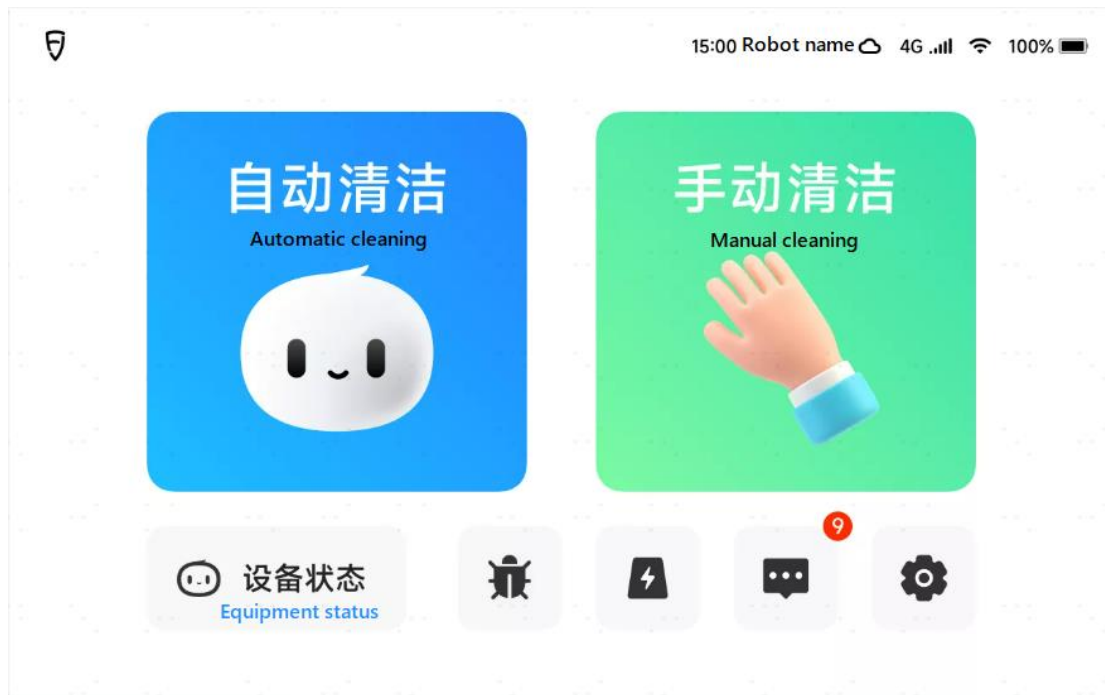 15:00 Robot name 4G 100%
自动清洁
Automatic cleaning
手动清洁
Manual cleaning
9
设备状态
Equipment status